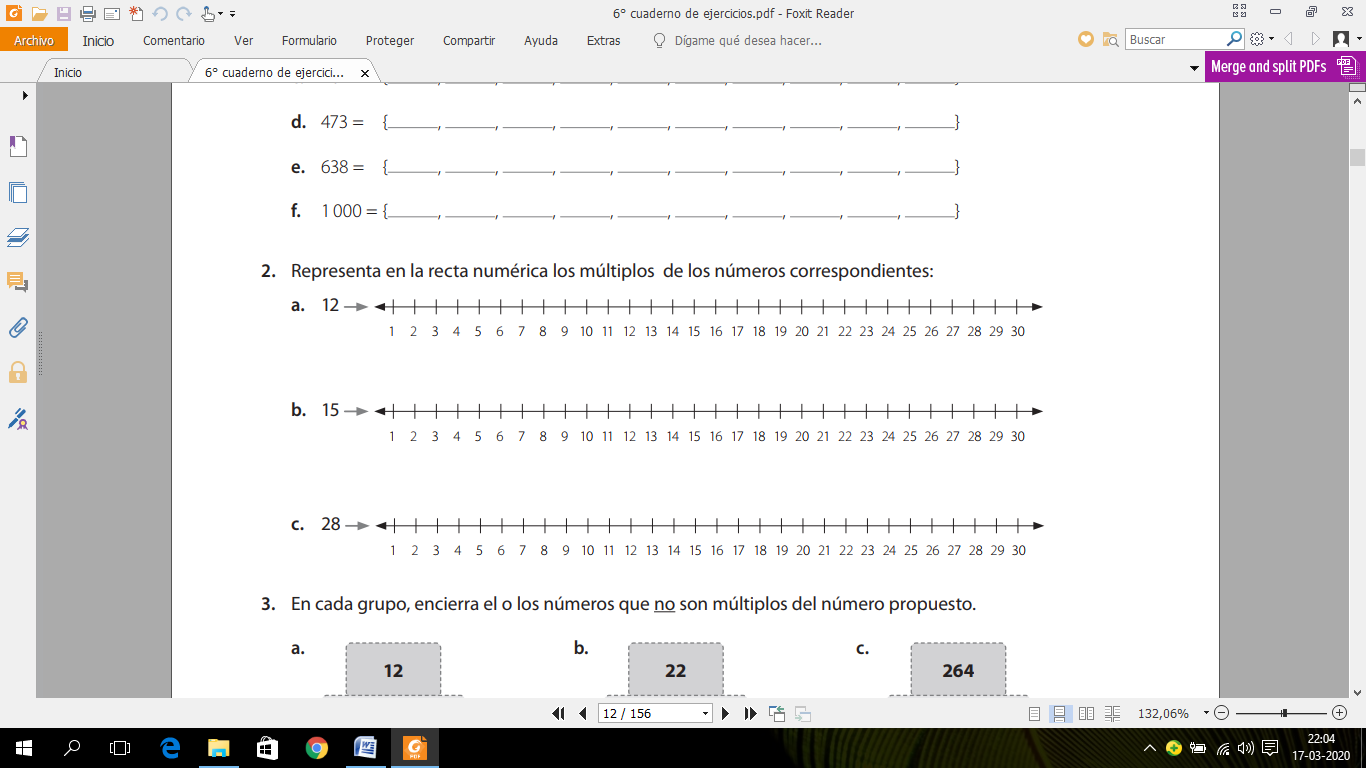 6° cuaderno de ejercicios.pdf - Foxit Reader
Archivo Inicio Comentario Ver Formulario Proteger Compartir Ayuda Extras Dígame qué desea hacer... Buscar
Inicio 6° cuaderno de ejercici... Merge and split PDFs
d. 473 = {______, ______, ______, ______, ______, ______, ______, ______, ______, ______}
e. 638 = {______, ______, ______, ______, ______, ______, ______, ______, ______, ______}
f. 1 000 = {______, ______, ______, ______, ______, ______, ______, ______, ______, ______}
2. Representa en la recta numérica los múltiplos de los números correspondientes:
a. 12
1 2 3 4 5 6 7 8 9 10 11 12 13 14 15 16 17 18 19 20 21 22 23 24 25 26 27 28 29 30
b. 15
1 2 3 4 5 6 7 8 9 10 11 12 13 14 15 16 17 18 19 20 21 22 23 24 25 26 27 28 29 30
c. 28
1 2 3 4 5 6 7 8 9 10 11 12 13 14 15 16 17 18 19 20 21 22 23 24 25 26 27 28 29 30
3. En cada grupo, encierra el o los números que no son múltiplos del número propuesto.
a. b. c.
12 22 264
12 / 156 132,06%
22:04
17-03-2020